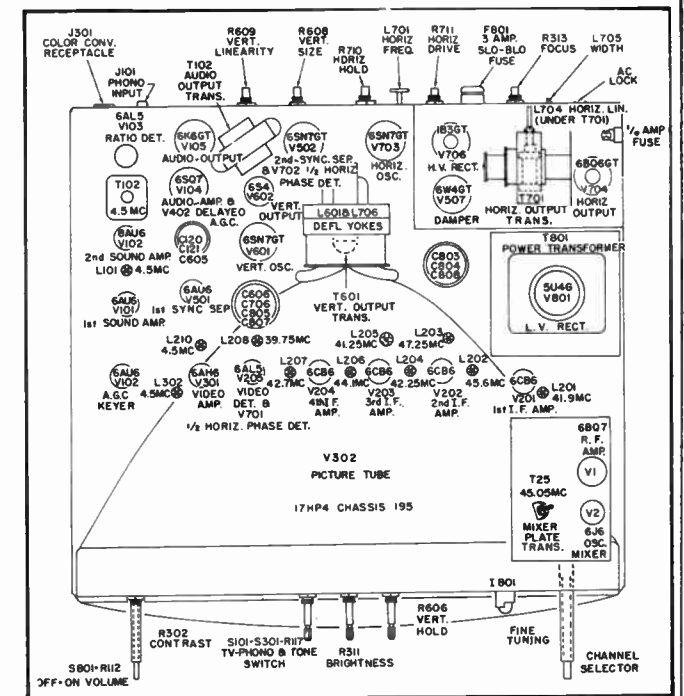 J301
COLOR CONV.
RECEPTACLE
J101
PHONO
INPUT
T102
AUDIO
OUTPUT
TRANS.
R609
VERT.
LINEARITY
R608
VERT.
SIZE
R710
HORIZ
HOLD
L701
HORIZ
FREQ.
R711
HORIZ
DRIVE
F801
3 AMP.
SLO-BLO
FUSE
R313
FOCUS
L705
WIDTH
AC
LOCK
6AL5
V103
RATIO DET.
6K6GT
V105
AUDIO-OUTPUT
6SN7GT
V502
2nd-SYNC. SEP
& V702 1/2 HORIZ
PHASE DET.
6SN7GT
V703
HORIZ.
OSC.
1B3GT
V706
H.V. RECT.
L704 HORIZ. LIN.
(UNDER T701)
AMP
FUSE
6BQ6GT
V704
HORIZ
OUTPUT
T102
4.5 MC
6SQ7
V104
AUDIO-AMP. &
V402 DELAYED
A.G.C.
6S4
V602
VERT.
OUTPUT
L601& L706
DEFL YOKES
6W4GT
V507
DAMPER
T701
HORIZ. OUTPUT
TRANS.
6AU6
V102
2nd SOUND AMP.
L101 4.5MC
C120
C121
C605
6SN7GT
V601
VERT. OSC.
C803
C804
C808
T801
POWER TRANSFORMER
5U4G
V801
L.V. RECT.
6AU6
V101
1st SOUND AMP.
6AU6
V501
1st SYNC SEP
C606
C706
C805
C807
T601
VERT. OUTPUT
TRANS.
L210
4.5MC
L208 39.75MC
L205
41.25MC
L203
47.25MC
6AU6
V102
A.G.C
KEYER
L302
4.5MC
6AH6
V301
VIDEO
AMP.
6AL5
V205
VIDEO
DET. &
V701
1/2 HORIZ. PHASE DET.
L207
42.7MC
6CB6
V204
4th I.F.
AMP.
L206
44.1MC
6CB6
V203
3rd I.F.
AMP.
L204
42.25MC
6CB6
V202
2nd I.F.
AMP.
L202
45.6MC
6CB6
V201
1st I.F. AMP.
L201
41.9MC
V302
PICTURE TUBE
17HP4 CHASSIS 195
6BQ7
R. F.
AMP.
V1
T25
45.05MC
MIXER
PLATE
TRANS.
V2
6J6
OSC.
MIXER
I 801
S801-R112
OFF-ON VOLUME
R302
CONTRAST
S101-S301-R117
TV-PHONO & TONE
SWITCH
R311
BRIGHTNESS
R606
VERT.
HOLD
FINE
TUNING
CHANNEL
SELECTOR